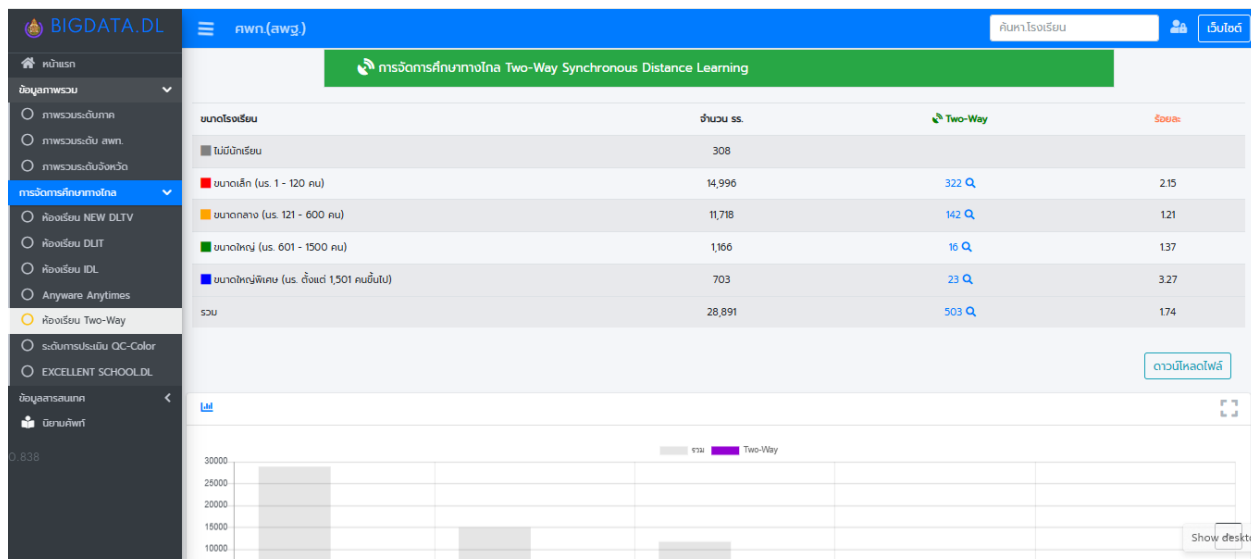 BIGDATA.DL
ศพก.(สพฐ.)
ค้นหาโรงเรียน
เว็บไซต์
หน้าแรก
ข้อมูลภาพรวม
ภาพรวมระดับภาค
ภาพรวมระดับ สพท.
ภาพรวมระดับจังหวัด
การจัดการศึกษาทางไกล
ห้องเรียน NEW DLTV
ห้องเรียน DLIT
ห้องเรียน IDL
Anyware Anytimes
ห้องเรียน Two-Way
ระดับการประเมิน QC-Color
EXCELLENT SCHOOL.DL
ข้อมูลสารสนเทศ
นิยามศัพท์
0.838
การจัดการศึกษาทางไกล Two-Way Synchronous Distance Learning
ขนาดโรงเรียน จำนวน รร. Two-Way ร้อยละ
ไม่มีนักเรียน 308
ขนาดเล็ก (นร. 1 - 120 คน) 14,996 322 2.15
ขนาดกลาง (นร. 121 - 600 คน) 11,718 142 1.21
ขนาดใหญ่ (นร. 601 - 1500 คน) 1,166 16 1.37
ขนาดใหญ่พิเศษ (นร. ตั้งแต่ 1,501 คนขึ้นไป) 703 23 3.27
รวม 28,891 503 1.74
ดาวน์โหลดไฟล์
รวม Two-Way
30000
25000
20000
15000
10000
Show